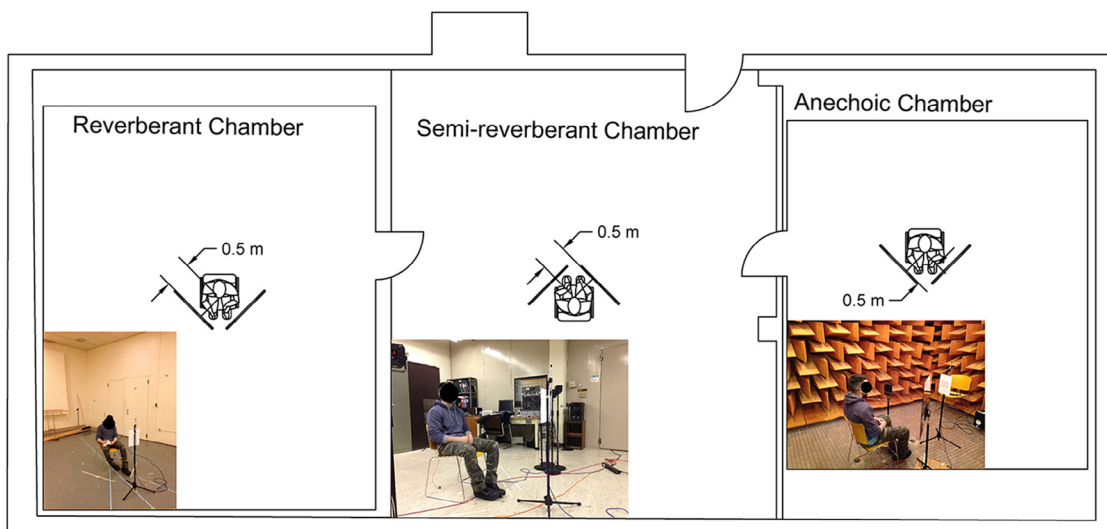 Reverberant Chamber
Semi-reverberant Chamber
Anechoic Chamber
0.5 m
0.5 m
0.5 m